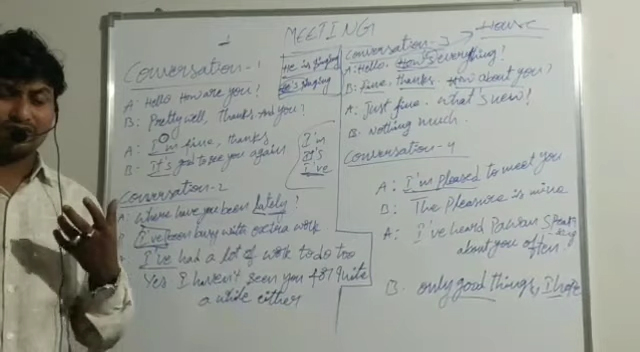 MEETING
1
Conversation-1
A: Hello How are you?
B: Pretty well, Thanks. And you?
A: I'm fine, thanks
B- It's good to see you again
Conversation-2
A: Where have you been lately?
I've been busy with exctra work
I've had a lot of work to do too
Yes I haven't seen you for quite
a while either
He is singing
He's singing
I'm
It's
I've
House
Conversation-3
A: Hello. How's everything?
B: Fine, thanks. How about you?
A: Just fine. What's new?
B: Nothing much.
Conversation-4
A: I'm Pleased to meet you
B: The Pleasure is mine
A: I've heard Pawan Speaking
about you often.
B. only good things, I hope